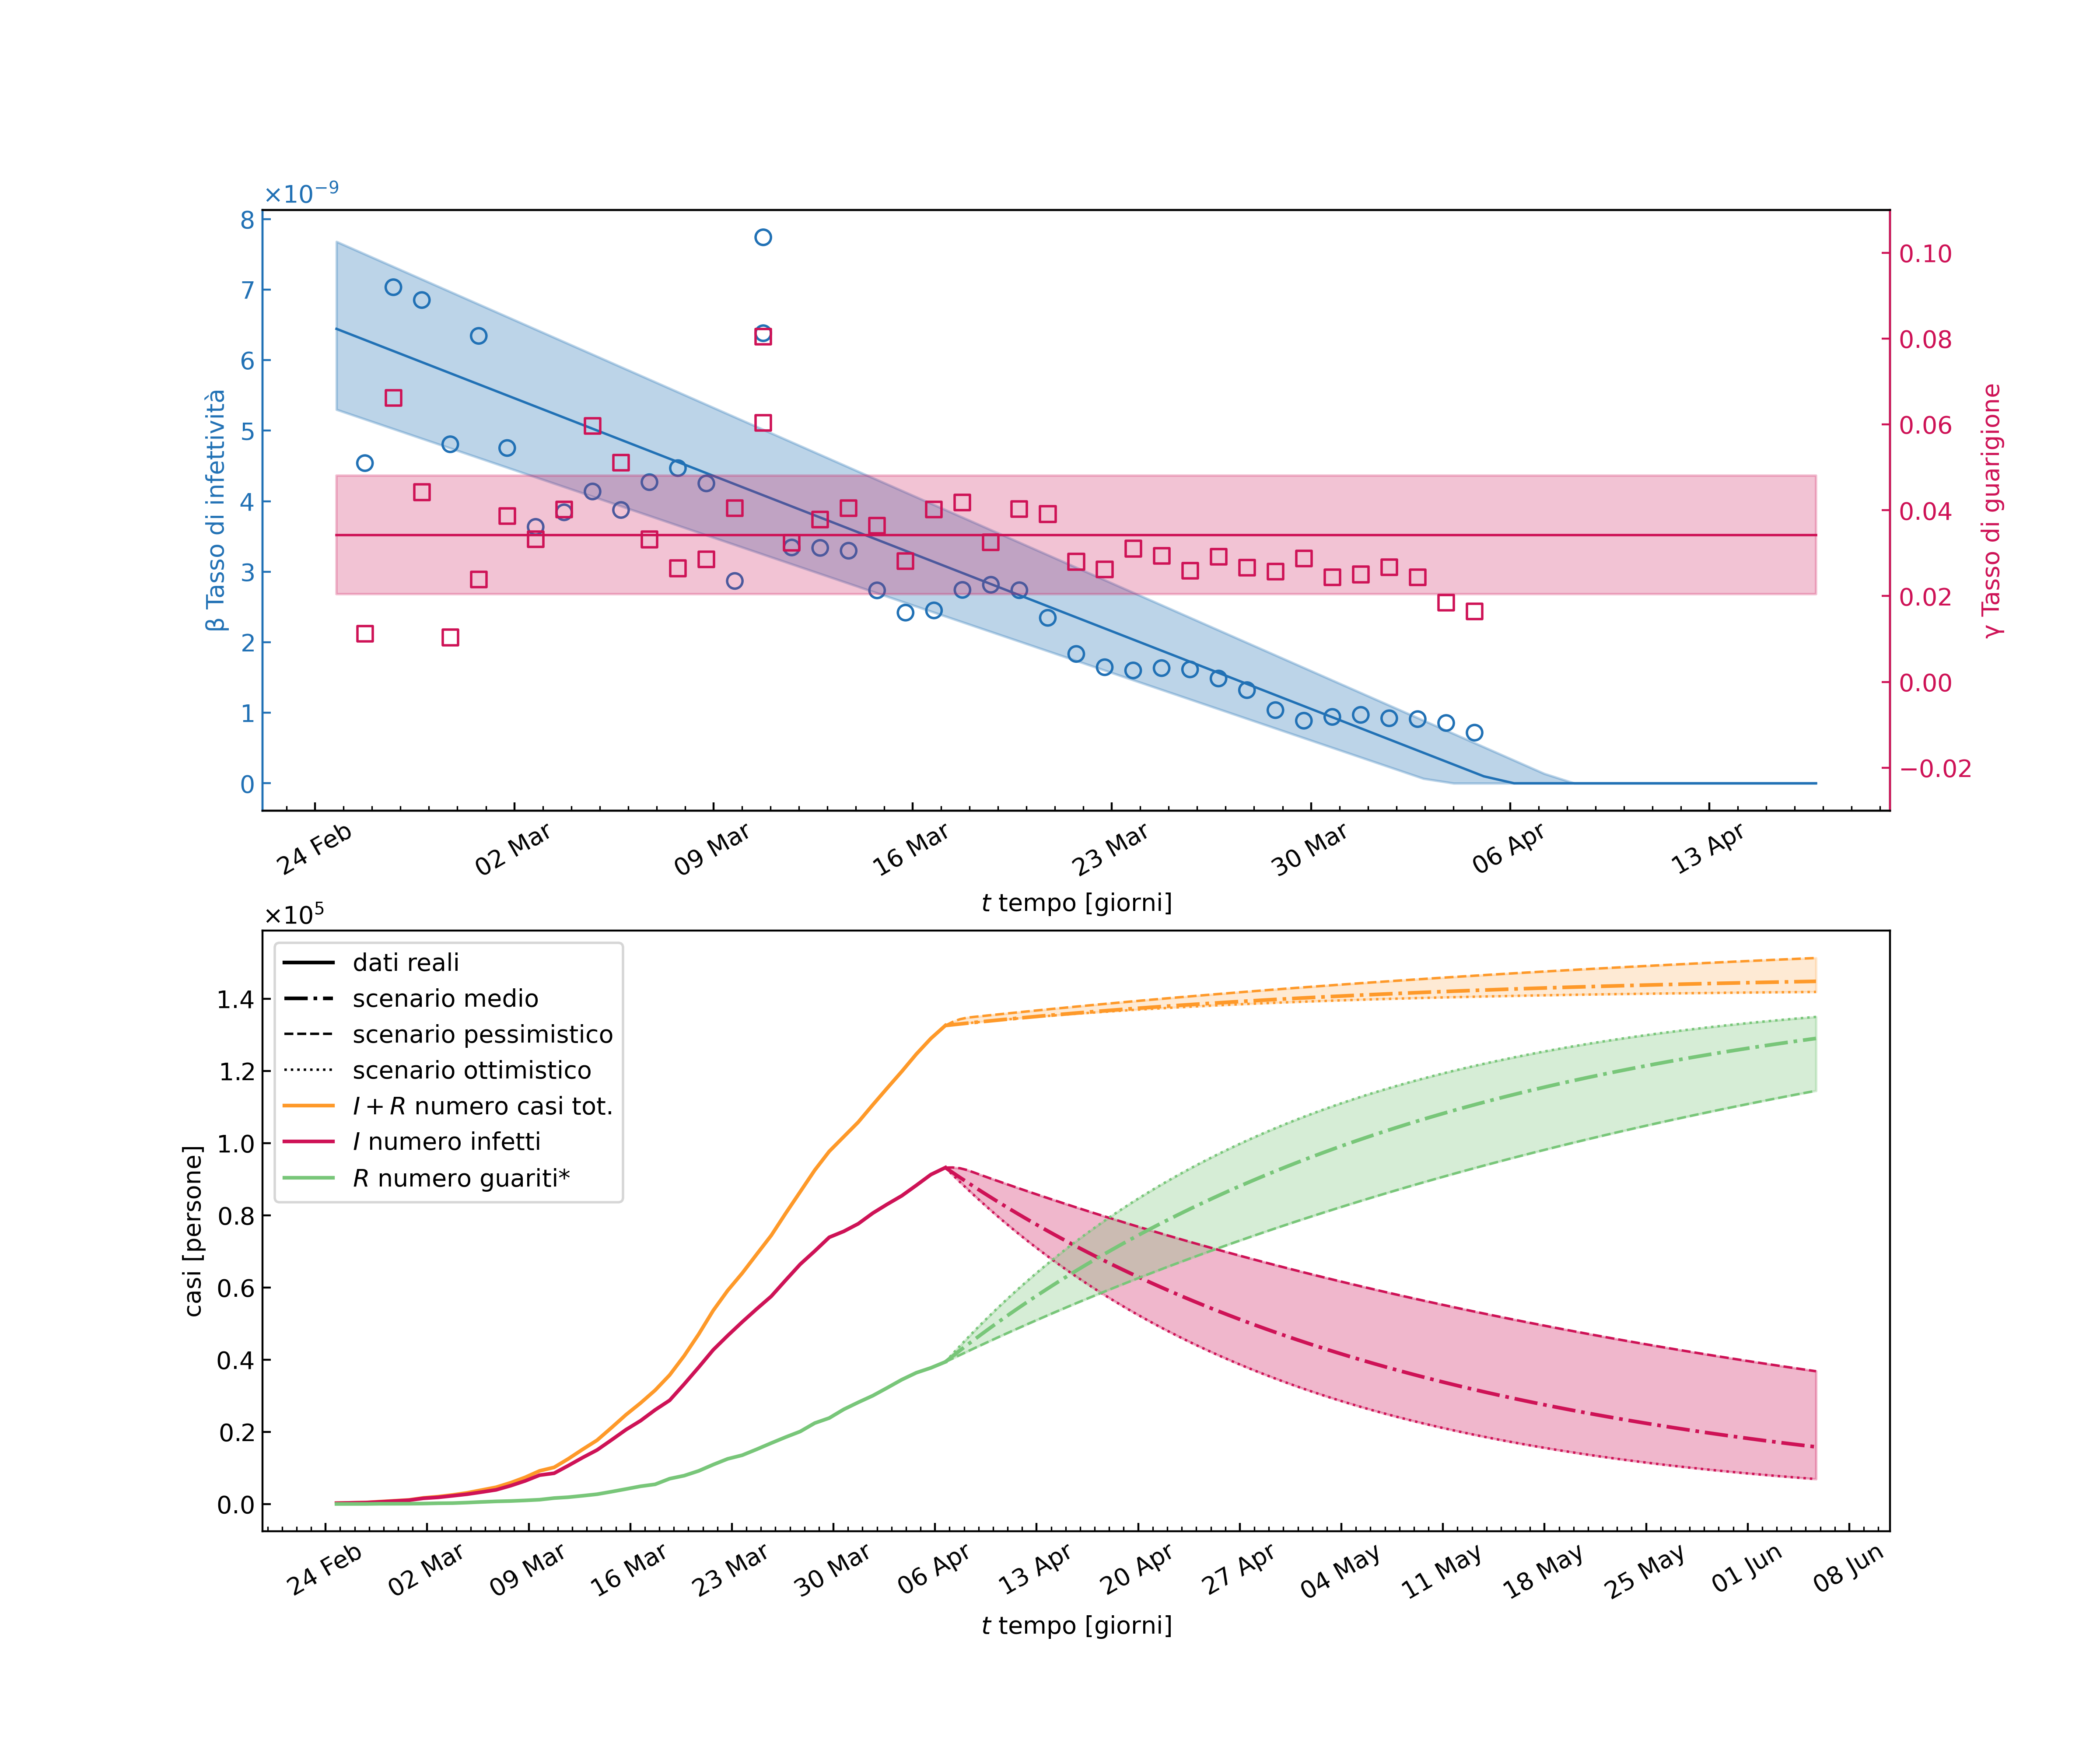 ×10⁻⁹
8
7
6
5
4
3
2
1
0
β Tasso di infettività
0.10
0.08
0.06
0.04
0.02
0.00
−0.02
γ Tasso di guarigione
24 Feb
02 Mar
09 Mar
16 Mar
23 Mar
30 Mar
06 Apr
13 Apr
t tempo [giorni]
×10⁵
dati reali
scenario medio
scenario pessimistico
scenario ottimistico
I + R numero casi tot.
I numero infetti
R numero guariti*
1.4
1.2
1.0
0.8
0.6
0.4
0.2
0.0
casi [persone]
24 Feb
02 Mar
09 Mar
16 Mar
23 Mar
30 Mar
06 Apr
13 Apr
20 Apr
27 Apr
04 May
11 May
18 May
25 May
01 Jun
08 Jun
t tempo [giorni]